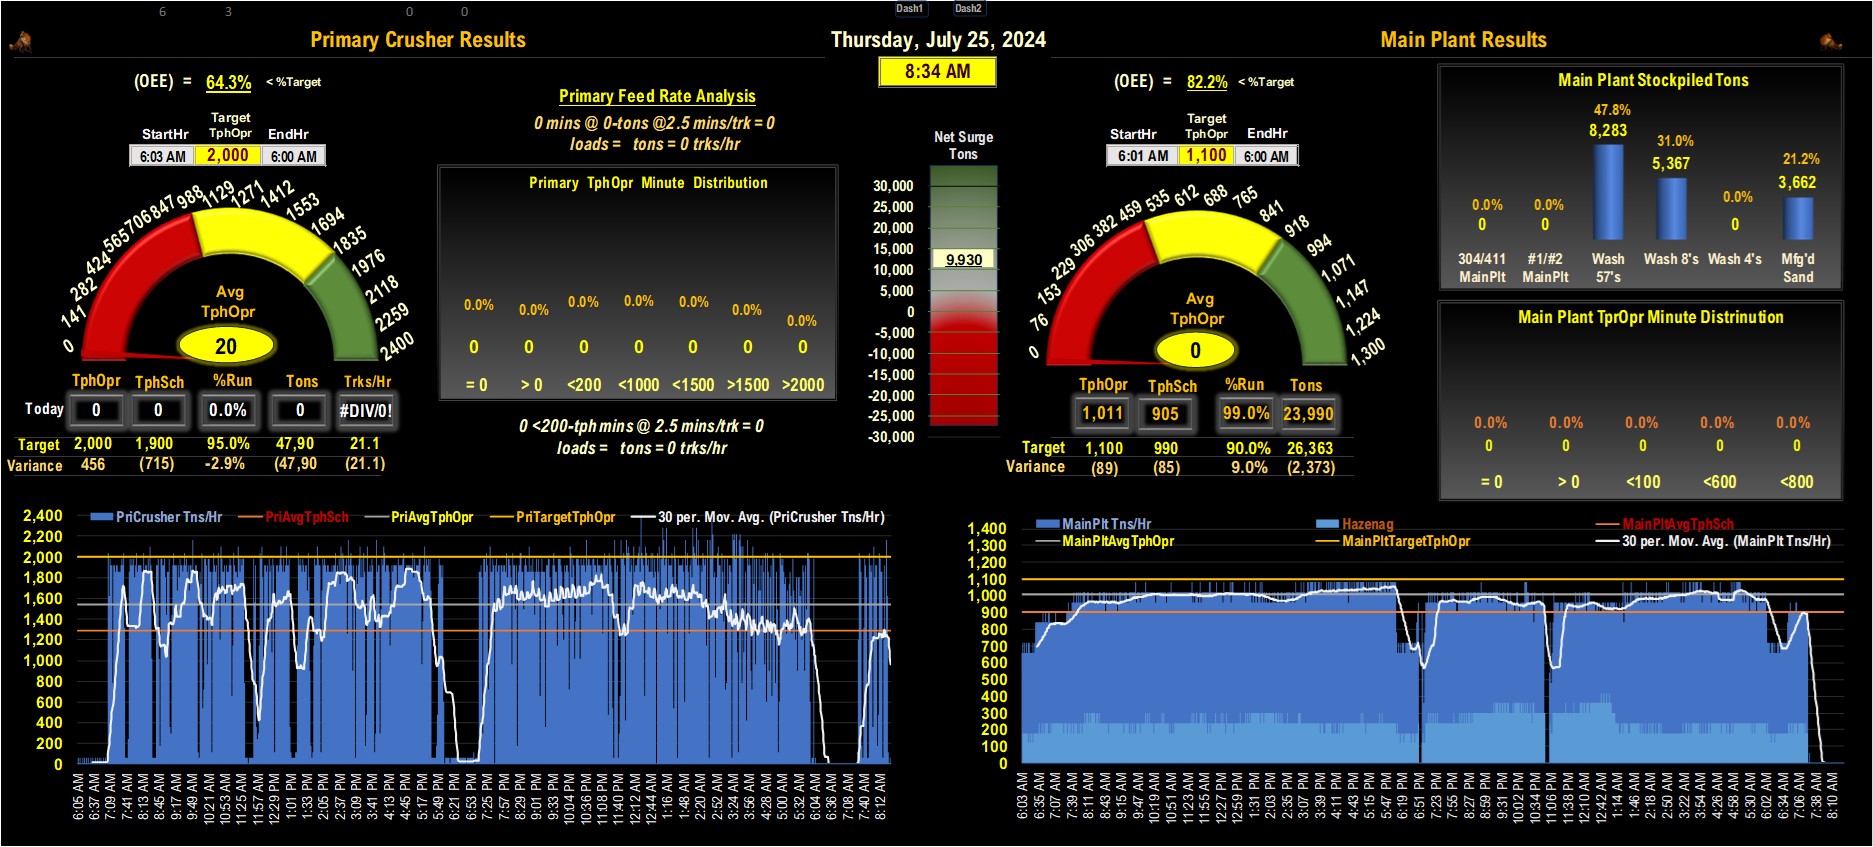 6 3 0 0 Dash1 Dash2
Primary Crusher Results
Thursday, July 25, 2024
Main Plant Results
8:34 AM
(OEE) = 64.3% < %Target
StartHr Target TphOpr EndHr
6:03 AM 2,000 6:00 AM
0 141 282 424 565 706 847 988 1129 1271 1412 1553 1694 1835 1976 2118 2259 2400
Avg
TphOpr
20
TphOpr TphSch %Run Tons Trks/Hr
Today 0 0 0.0% 0 #DIV/0!
Target 2,000 1,900 95.0% 47,90 21.1
Variance 456 (715) -2.9% (47,90 (21.1)
Primary Feed Rate Analysis
0 mins @ 0-tons @2.5 mins/trk = 0
loads = tons = 0 trks/hr
Primary TphOpr Minute Distribution
0.0% 0.0% 0.0% 0.0% 0.0% 0.0% 0.0%
0 0 0 0 0 0 0
= 0 > 0 <200 <1000 <1500 >1500 >2000
0 <200-tph mins @ 2.5 mins/trk = 0
loads = tons = 0 trks/hr
Net Surge
Tons
30,000
25,000
20,000
15,000
9,930
10,000
5,000
0
-5,000
-10,000
-15,000
-20,000
-25,000
-30,000
(OEE) = 82.2% < %Target
StartHr Target TphOpr EndHr
6:01 AM 1,100 6:00 AM
0 76 153 229 306 382 459 535 612 688 765 841 918 994 1,071 1,147 1,224 1,300
Avg
TphOpr
0
TphOpr TphSch %Run Tons
1,011 905 99.0% 23,990
Target 1,100 990 90.0% 26,363
Variance (89) (85) 9.0% (2,373)
Main Plant Stockpiled Tons
0.0% 0.0% 47.8% 31.0% 0.0% 21.2%
0 0 8,283 5,367 0 3,662
304/411 MainPlt #1/#2 MainPlt Wash 57's Wash 8's Wash 4's Mfg'd Sand
Main Plant TprOpr Minute Distrinution
0.0% 0.0% 0.0% 0.0% 0.0%
0 0 0 0 0
= 0 > 0 <100 <600 <800
PriCrusher Tns/Hr PriAvgTphSch PriAvgTphOpr PriTargetTphOpr 30 per. Mov. Avg. (PriCrusher Tns/Hr)
2,400
2,200
2,000
1,800
1,600
1,400
1,200
1,000
800
600
400
200
0
6:05 AM 6:37 AM 7:09 AM 7:41 AM 8:13 AM 8:45 AM 9:17 AM 9:49 AM 10:21 AM 10:53 AM 11:25 AM 11:57 AM 12:29 PM 1:01 PM 1:33 PM 2:05 PM 2:37 PM 3:09 PM 3:41 PM 4:13 PM 4:45 PM 5:17 PM 5:49 PM 6:21 PM 6:53 PM 7:25 PM 7:57 PM 8:29 PM 9:01 PM 9:33 PM 10:04 PM 10:36 PM 11:08 PM 11:40 PM 12:12 AM 12:44 AM 1:16 AM 1:48 AM 2:20 AM 2:52 AM 3:24 AM 3:56 AM 4:28 AM 5:00 AM 5:32 AM 6:04 AM 6:36 AM 7:08 AM 7:40 AM 8:12 AM
MainPlt Tns/Hr Hazenag MainPltAvgTphSch
MainPltAvgTphOpr MainPltTargetTphOpr 30 per. Mov. Avg. (MainPlt Tns/Hr)
1,400
1,300
1,200
1,100
1,000
900
800
700
600
500
400
300
200
100
0
6:03 AM 6:35 AM 7:07 AM 7:39 AM 8:11 AM 8:43 AM 9:15 AM 9:47 AM 10:19 AM 10:51 AM 11:23 AM 11:55 AM 12:27 PM 12:59 PM 1:31 PM 2:03 PM 2:35 PM 3:07 PM 3:39 PM 4:11 PM 4:43 PM 5:15 PM 5:47 PM 6:19 PM 6:51 PM 7:23 PM 7:55 PM 8:27 PM 8:59 PM 9:31 PM 10:02 PM 10:34 PM 11:06 PM 11:38 PM 12:10 AM 12:42 AM 1:14 AM 1:46 AM 2:18 AM 2:50 AM 3:22 AM 3:54 AM 4:26 AM 4:58 AM 5:30 AM 6:02 AM 6:34 AM 7:06 AM 7:38 AM 8:10 AM